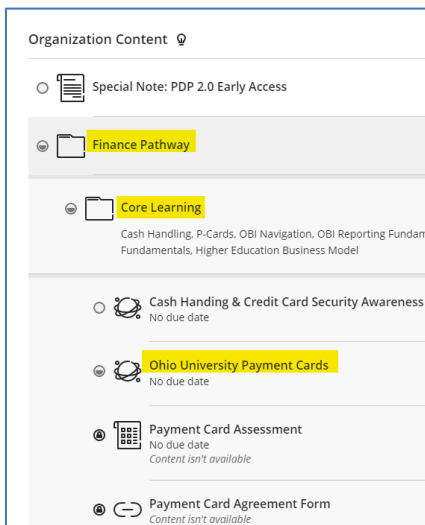 Organization Content
Special Note: PDP 2.0 Early Access
Finance Pathway
Core Learning
Cash Handling, P-Cards, OBI Navigation, OBI Reporting
Fundamentals, Higher Education Business Model
Cash Handing & Credit Card Security Awareness
No due date
Ohio University Payment Cards
No due date
Payment Card Assessment
No due date
Content isn't available
Payment Card Agreement Form
Content isn't available